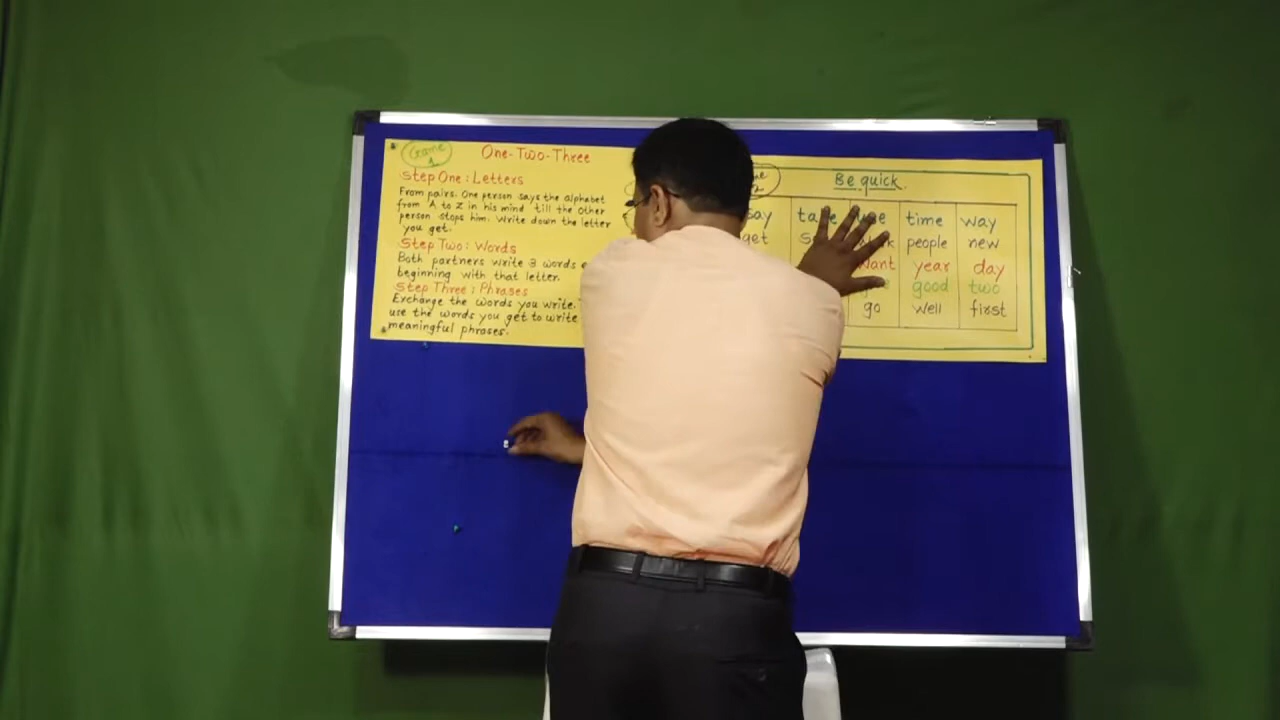 Game 1
One-Two-Three
Step One: Letters
From pairs. One person says the alphabet
from A to Z in his mind till the other
person stops him. Write down the letter
you get.
Step Two: Words
Both partners write 3 words
beginning with that letter.
Step Three: Phrases
Exchange the words you write.
use the words you get to write
meaningful phrases.
2
Be quick.
say time way
get people new
want year day
good two
go well first